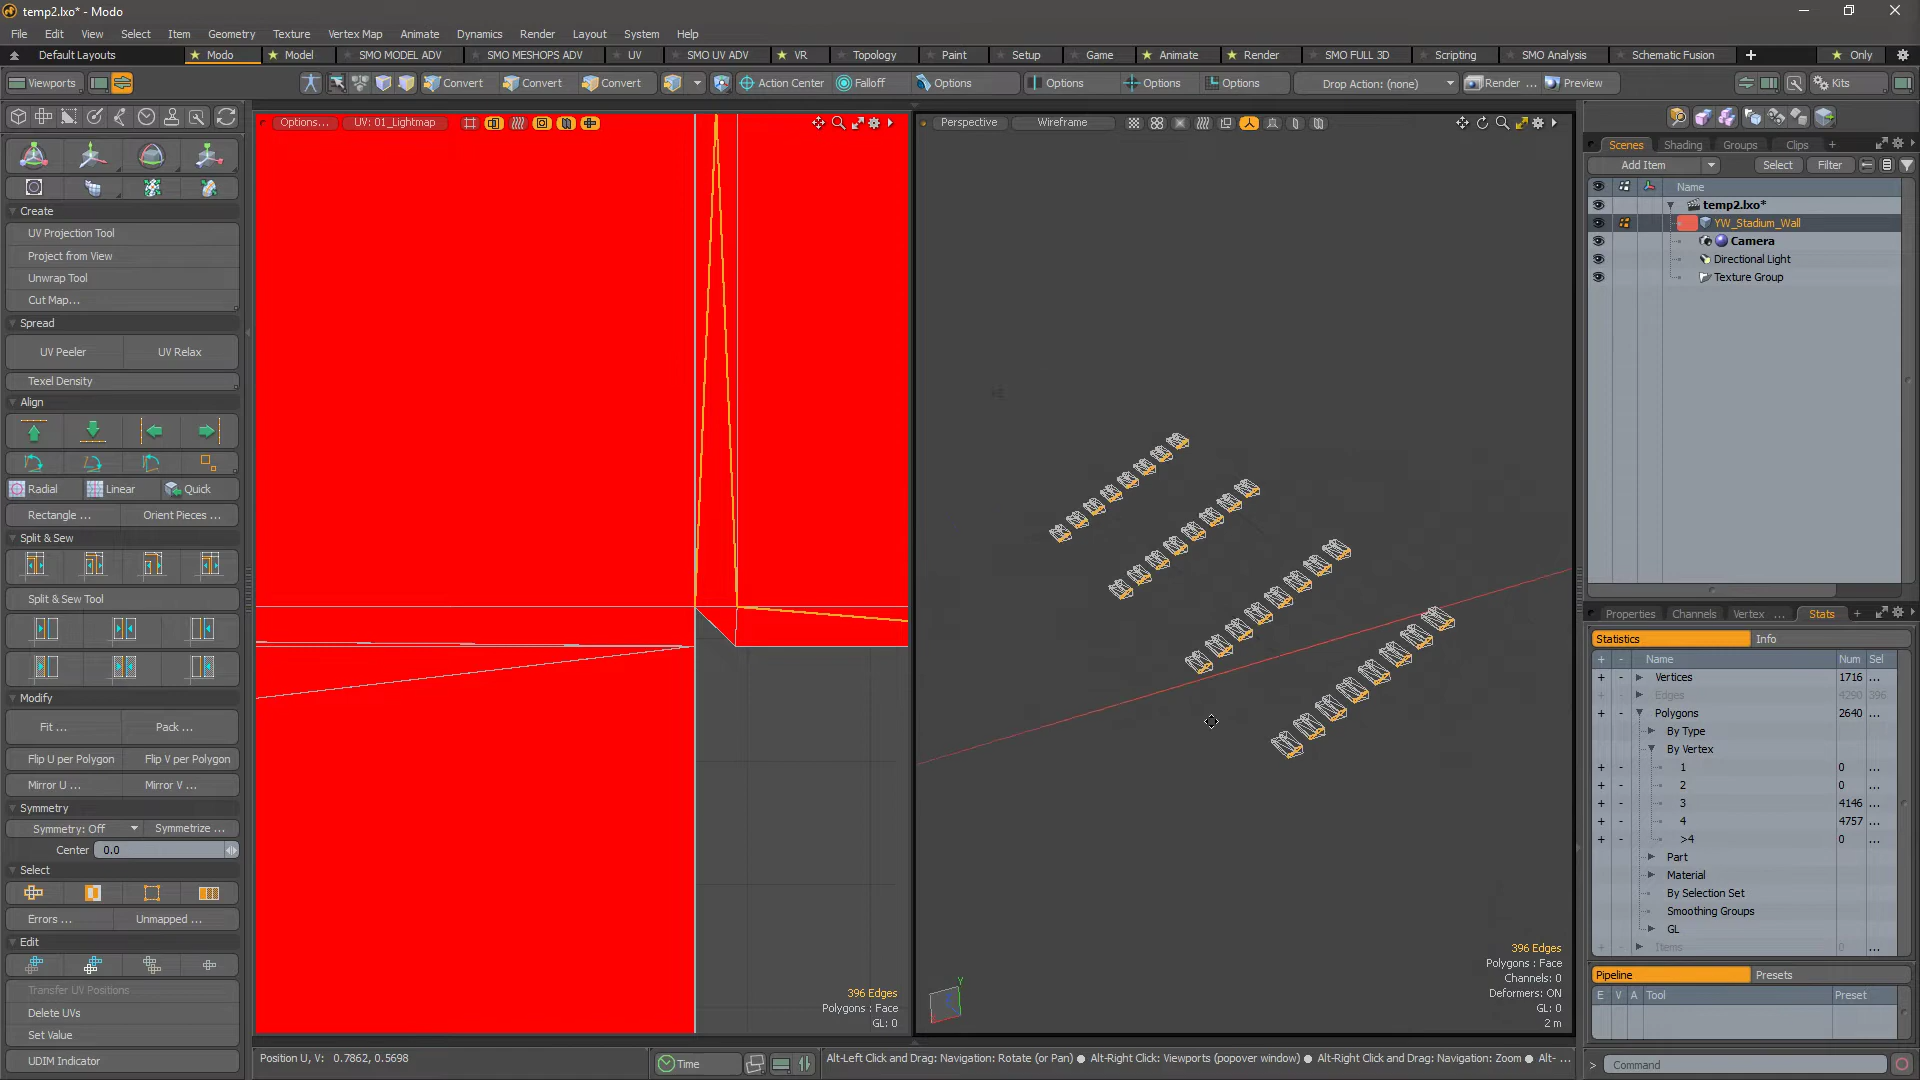 temp2.lxo* - Modo
File Edit View Select Item Geometry Texture Vertex Map Animate Dynamics Render Layout System Help
Default Layouts Modo Model SMO MODEL ADV SMO MESHOPS ADV UV SMO UV ADV VR Topology Paint Setup Game Animate Render SMO FULL 3D Scripting SMO Analysis Schematic Fusion + Only
Viewports Convert Convert Convert Action Center Falloff Options Options Options Options Drop Action: (none) Render ... Preview Kits
Options... UV: 01_Lightmap
Perspective Wireframe
Scenes Shading Groups Clips +
Add Item Select Filter
Name
temp2.lxo*
YW_Stadium_Wall
Camera
Directional Light
Texture Group
Create
UV Projection Tool
Project from View
Unwrap Tool
Cut Map...
Spread
UV Peeler UV Relax
Texel Density
Align
Radial Linear Quick
Rectangle ... Orient Pieces ...
Split & Sew
Split & Sew Tool
Modify
Fit ... Pack ...
Flip U per Polygon Flip V per Polygon
Mirror U ... Mirror V ...
Symmetry
Symmetry: Off Symmetrize ...
Center 0.0
Select
Errors ... Unmapped ...
Edit
Transfer UV Positions
Delete UVs
Set Value
UDIM Indicator
396 Edges
Polygons : Face
GL: 0
396 Edges
Polygons : Face
Channels: 0
Deformers: ON
GL: 0
2 m
Y
Properties Channels Vertex ... Stats +
Statistics Info
+ - Name Num Sel
+ - Vertices 1716 ...
+ - Edges 4290 396
+ - Polygons 2640 ...
By Type
By Vertex
+ - 1 0 ...
+ - 2 0 ...
+ - 3 4146 ...
+ - 4 4757 ...
+ - >4 0 ...
Part
Material
By Selection Set
Smoothing Groups
GL
+ - Items 0 ...
Pipeline Presets
E V A Tool Preset
Position U, V: 0.7862, 0.5698
Time
Alt-Left Click and Drag: Navigation: Rotate (or Pan) ● Alt-Right Click: Viewports (popover window) ● Alt-Right Click and Drag: Navigation: Zoom ● Alt- ...
> Command